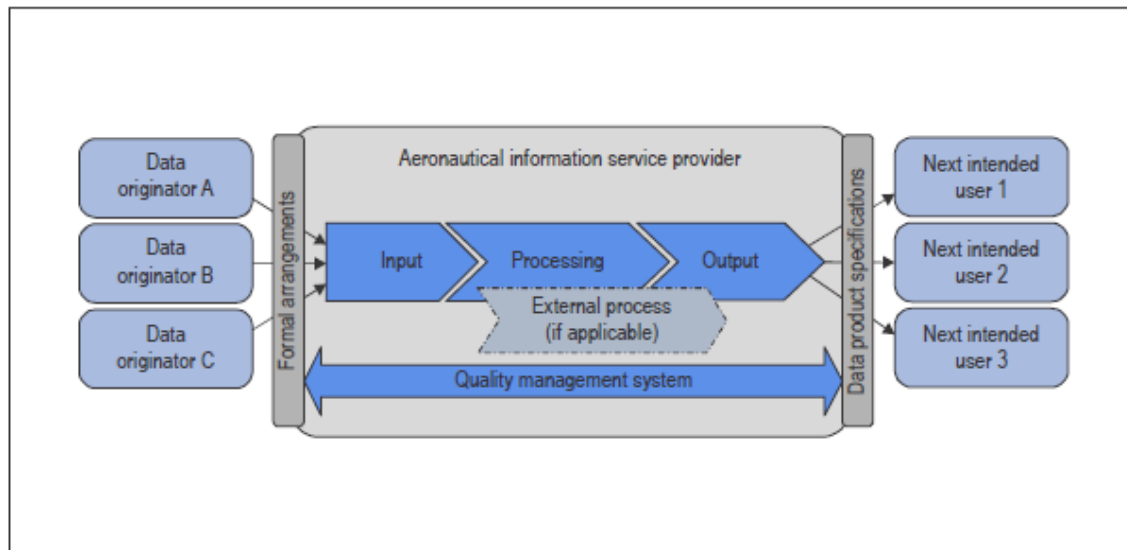 Data
originator A
Data
originator B
Data
originator C
Formal arrangements
Aeronautical information service provider
Input
Processing
Output
External process
(if applicable)
Quality management system
Data product specifications
Next intended
user 1
Next intended
user 2
Next intended
user 3